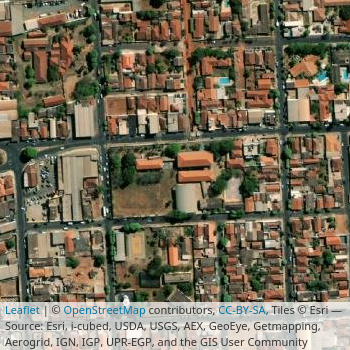 Leaflet | © OpenStreetMap contributors, CC-BY-SA, Tiles © Esri —
Source: Esri, i-cubed, USDA, USGS, AEX, GeoEye, Getmapping,
Aerogrid, IGN, IGP, UPR-EGP, and the GIS User Community